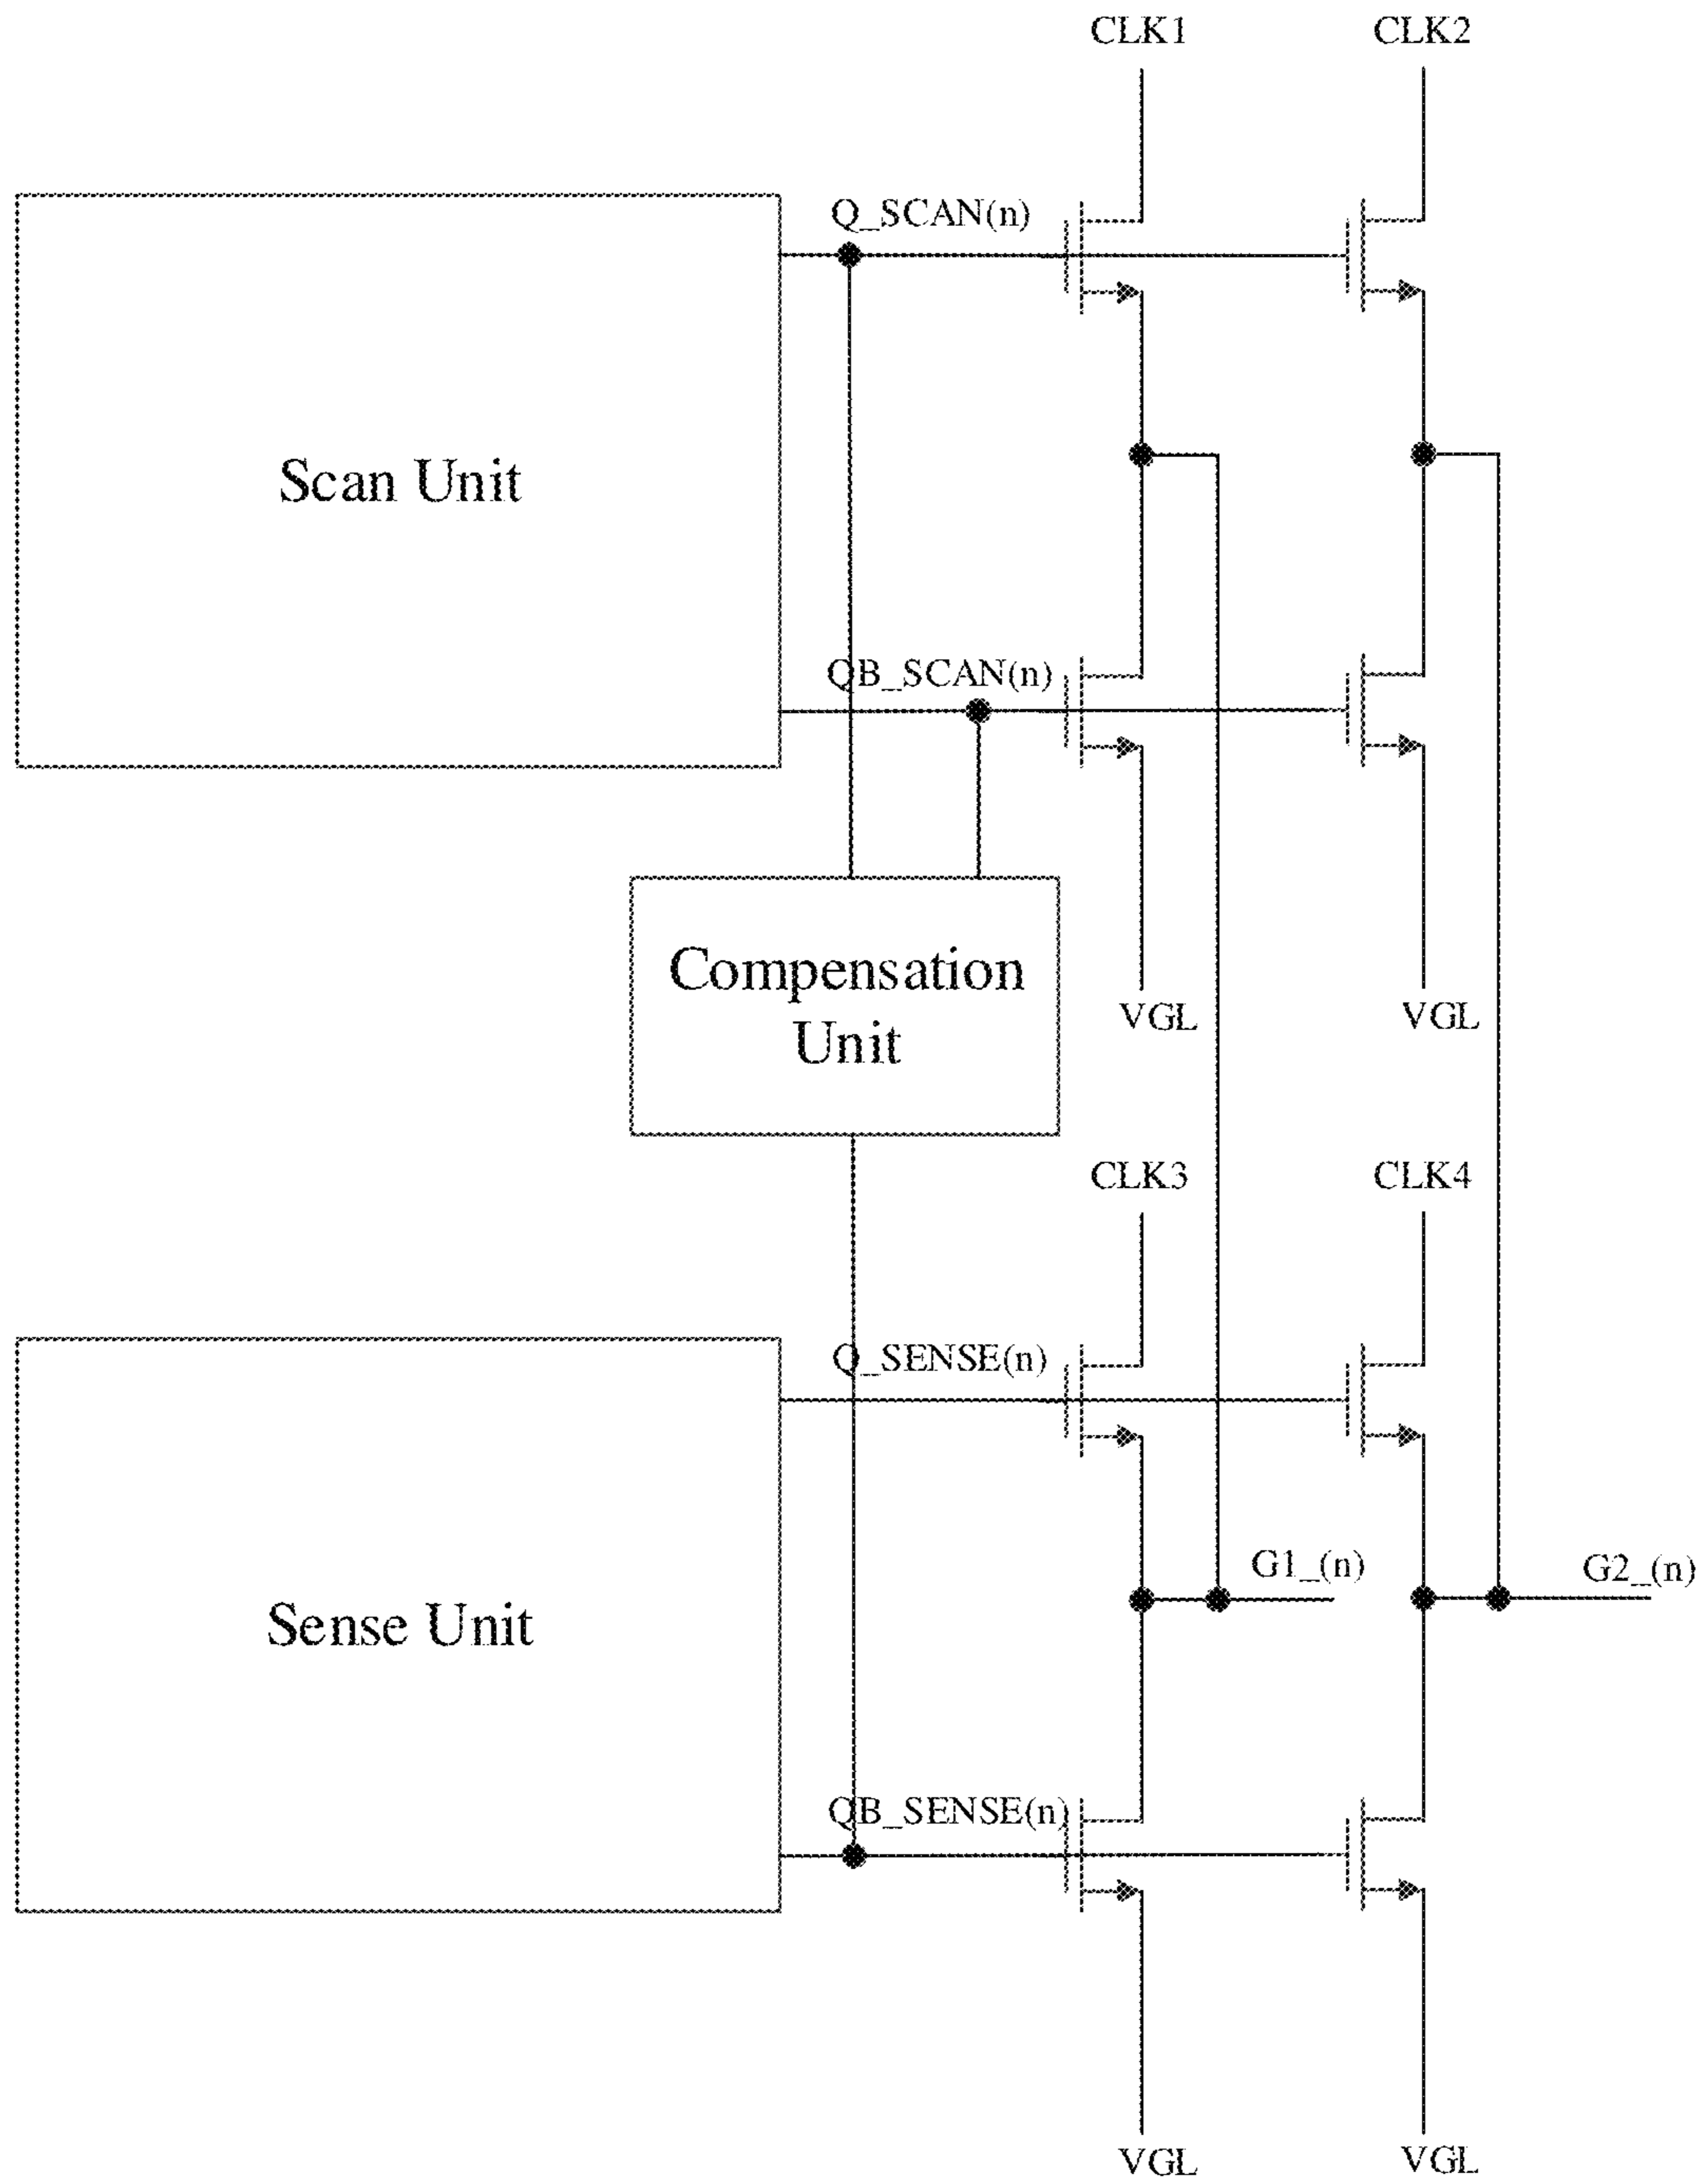 CLK1
CLK2
Q_SCAN(n)
Scan Unit
QB_SCAN(n)
Compensation
Unit
VGL
VGL
CLK3
CLK4
Q_SENSE(n)
G1_(n)
G2_(n)
Sense Unit
QB_SENSE(n)
VGL
VGL